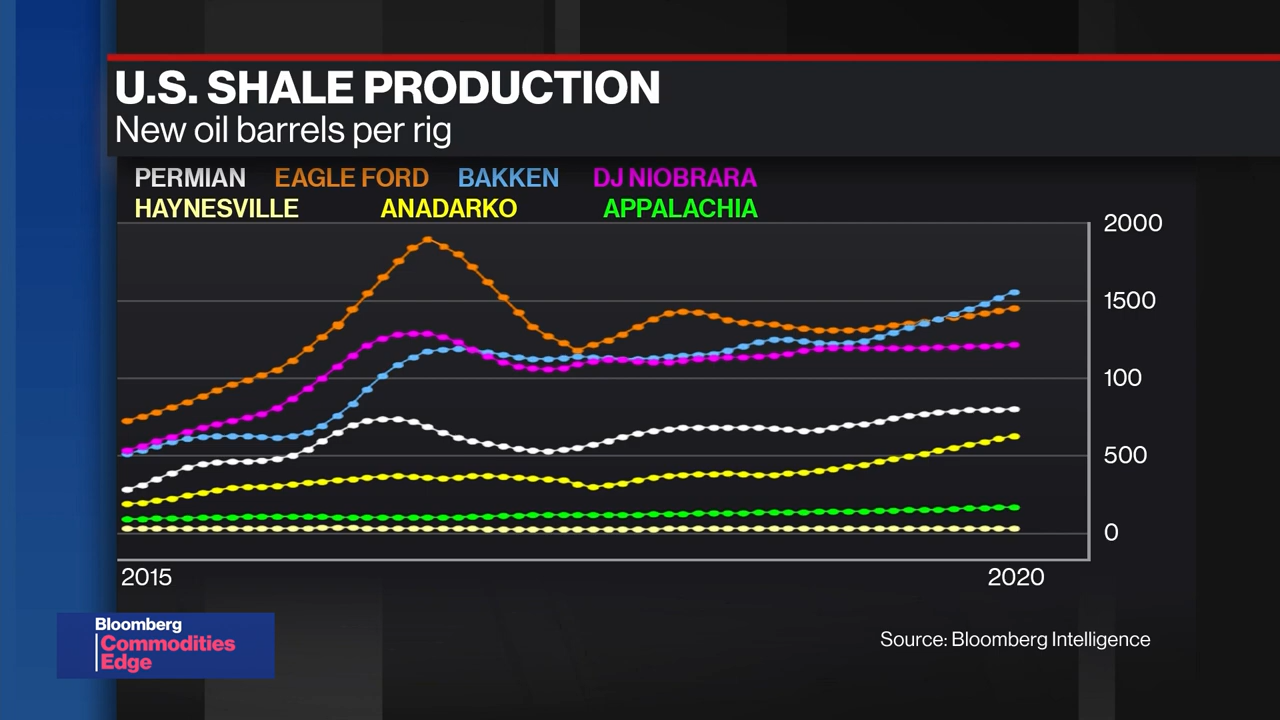 U.S. SHALE PRODUCTION
New oil barrels per rig
PERMIAN EAGLE FORD BAKKEN DJ NIOBRARA
HAYNESVILLE ANADARKO APPALACHIA
2000
1500
100
500
0
2015 2020
Bloomberg
Commodities
Edge
Source: Bloomberg Intelligence